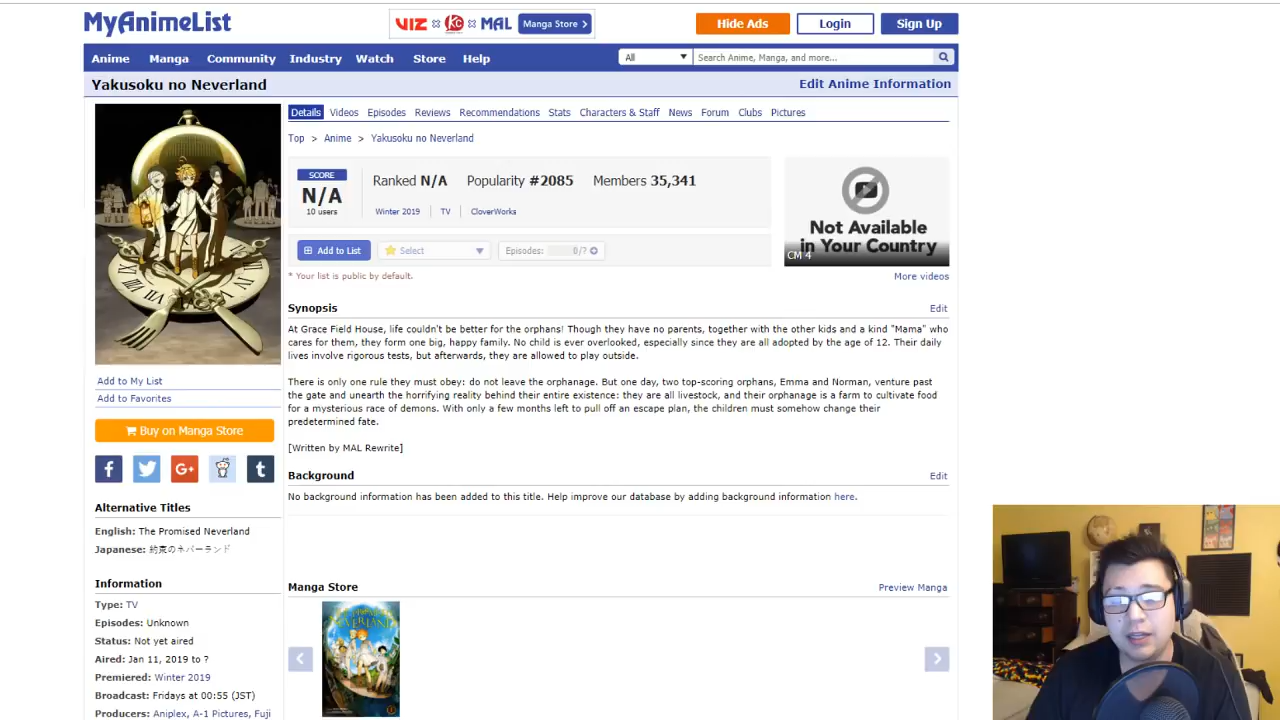 MyAnimeList
VIZ × KC × MAL Manga Store >
Hide Ads
Login
Sign Up
Anime Manga Community Industry Watch Store Help
All
Search Anime, Manga, and more...
Yakusoku no Neverland
Edit Anime Information
Details Videos Episodes Reviews Recommendations Stats Characters & Staff News Forum Clubs Pictures
Top > Anime > Yakusoku no Neverland
SCORE
N/A
10 users
Ranked N/A Popularity #2085 Members 35,341
Winter 2019 | TV | CloverWorks
Add to List
Select
Episodes: 0/?
* Your list is public by default.
Not Available
in Your Country
CM 4
More videos
Synopsis
Edit
At Grace Field House, life couldn't be better for the orphans! Though they have no parents, together with the other kids and a kind "Mama" who
cares for them, they form one big, happy family. No child is ever overlooked, especially since they are all adopted by the age of 12. Their daily
lives involve rigorous tests, but afterwards, they are allowed to play outside.
There is only one rule they must obey: do not leave the orphanage. But one day, two top-scoring orphans, Emma and Norman, venture past
the gate and unearth the horrifying reality behind their entire existence: they are all livestock, and their orphanage is a farm to cultivate food
for a mysterious race of demons. With only a few months left to pull off an escape plan, the children must somehow change their
predetermined fate.
[Written by MAL Rewrite]
Background
Edit
No background information has been added to this title. Help improve our database by adding background information here.
Manga Store
Preview Manga
NEVERLAND
Add to My List
Add to Favorites
Buy on Manga Store
Alternative Titles
English: The Promised Neverland
Japanese: 約束のネバーランド
Information
Type: TV
Episodes: Unknown
Status: Not yet aired
Aired: Jan 11, 2019 to ?
Premiered: Winter 2019
Broadcast: Fridays at 00:55 (JST)
Producers: Aniplex, A-1 Pictures, Fuji